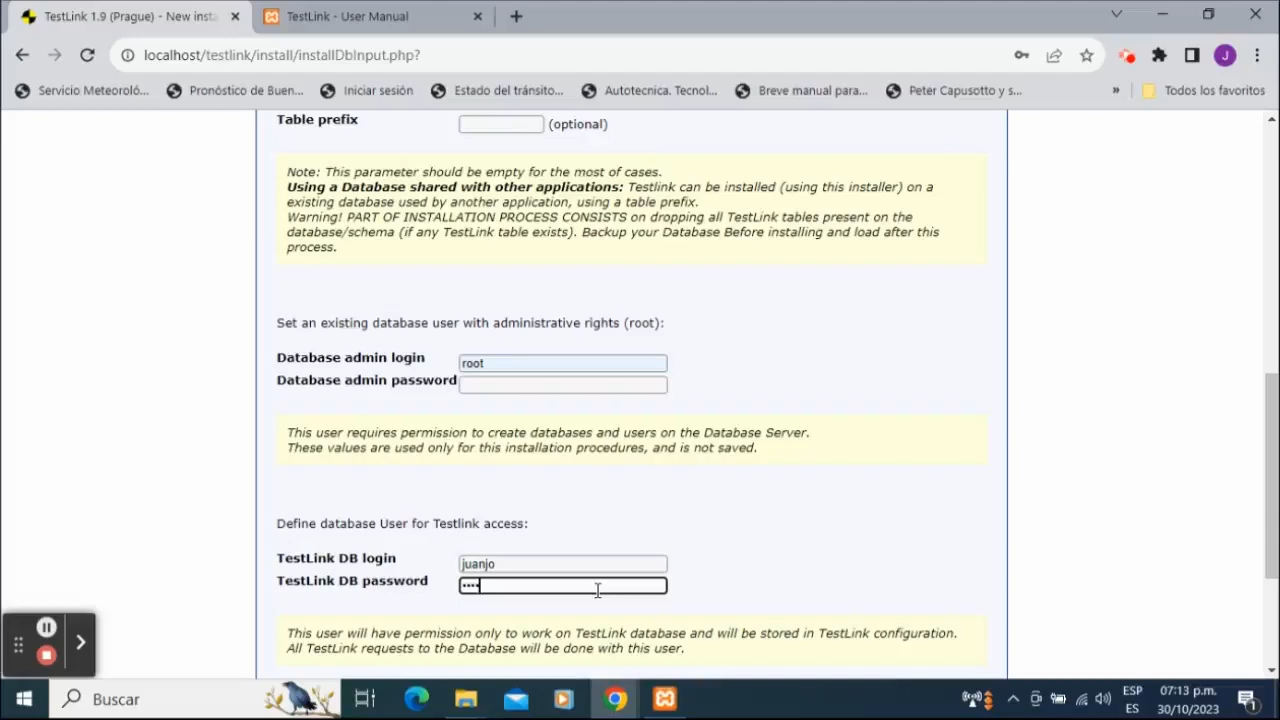 TestLink 1.9 (Prague) - New insta
TestLink - User Manual
localhost/testlink/install/installDbInput.php?
J
Servicio Meteoroló...
Pronóstico de Buen...
Iniciar sesión
Estado del tránsito...
Autotecnica. Tecnol...
Breve manual para...
Peter Capusotto y s...
»
Todos los favoritos
Table prefix
(optional)
Note: This parameter should be empty for the most of cases.
Using a Database shared with other applications: Testlink can be installed (using this installer) on a
existing database used by another application, using a table prefix.
Warning! PART OF INSTALLATION PROCESS CONSISTS on dropping all TestLink tables present on the
database/schema (if any TestLink table exists). Backup your Database Before installing and load after this
process.
Set an existing database user with administrative rights (root):
Database admin login
root
Database admin password
This user requires permission to create databases and users on the Database Server.
These values are used only for this installation procedures, and is not saved.
Define database User for Testlink access:
TestLink DB login
juanjo
TestLink DB password
••••
This user will have permission only to work on TestLink database and will be stored in TestLink configuration.
All TestLink requests to the Database will be done with this user.
Buscar
ESP
ES
07:13 p.m.
30/10/2023
1